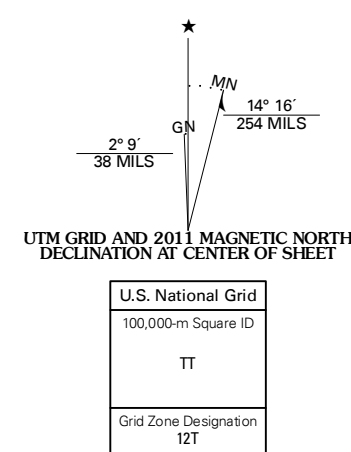 ★
MN
GN
14° 16´
254 MILS
2° 9´
38 MILS
UTM GRID AND 2011 MAGNETIC NORTH
DECLINATION AT CENTER OF SHEET
U.S. National Grid
100,000-m Square ID
TT
Grid Zone Designation
12T